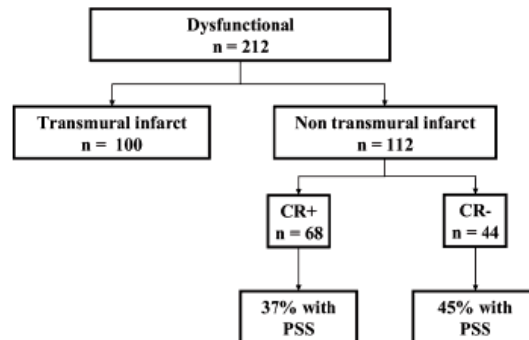 Dysfunctional
n = 212
Transmural infarct
n = 100
Non transmural infarct
n = 112
CR+
n = 68
CR-
n = 44
37% with
PSS
45% with
PSS